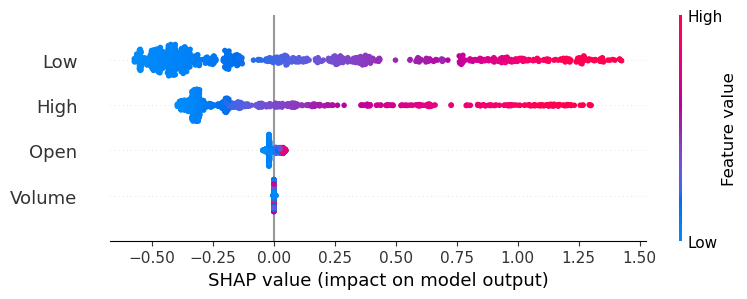 High
Low
High
Open
Volume
Feature value
Low
−0.50 −0.25 0.00 0.25 0.50 0.75 1.00 1.25 1.50
SHAP value (impact on model output)